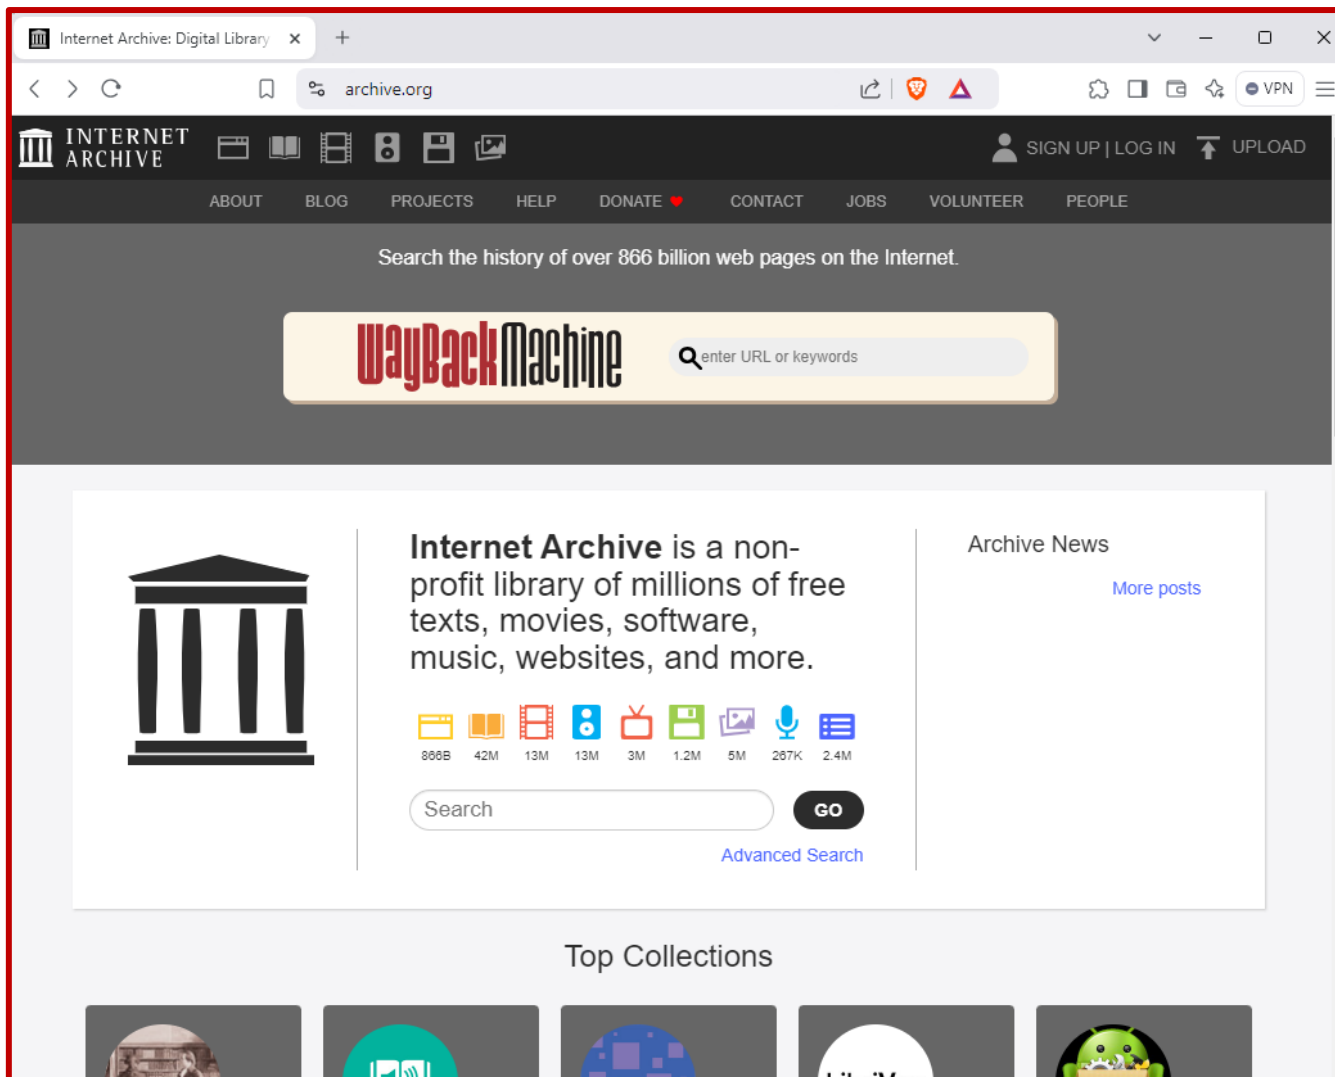 Internet Archive: Digital Library
archive.org
VPN
INTERNET
ARCHIVE
SIGN UP | LOG IN
UPLOAD
ABOUT
BLOG
PROJECTS
HELP
DONATE
CONTACT
JOBS
VOLUNTEER
PEOPLE
Search the history of over 866 billion web pages on the Internet.
WayBackMachine
enter URL or keywords
Internet Archive is a non-
profit library of millions of free
texts, movies, software,
music, websites, and more.
866B 42M 13M 13M 3M 1.2M 5M 267K 2.4M
Search
GO
Advanced Search
Archive News
More posts
Top Collections